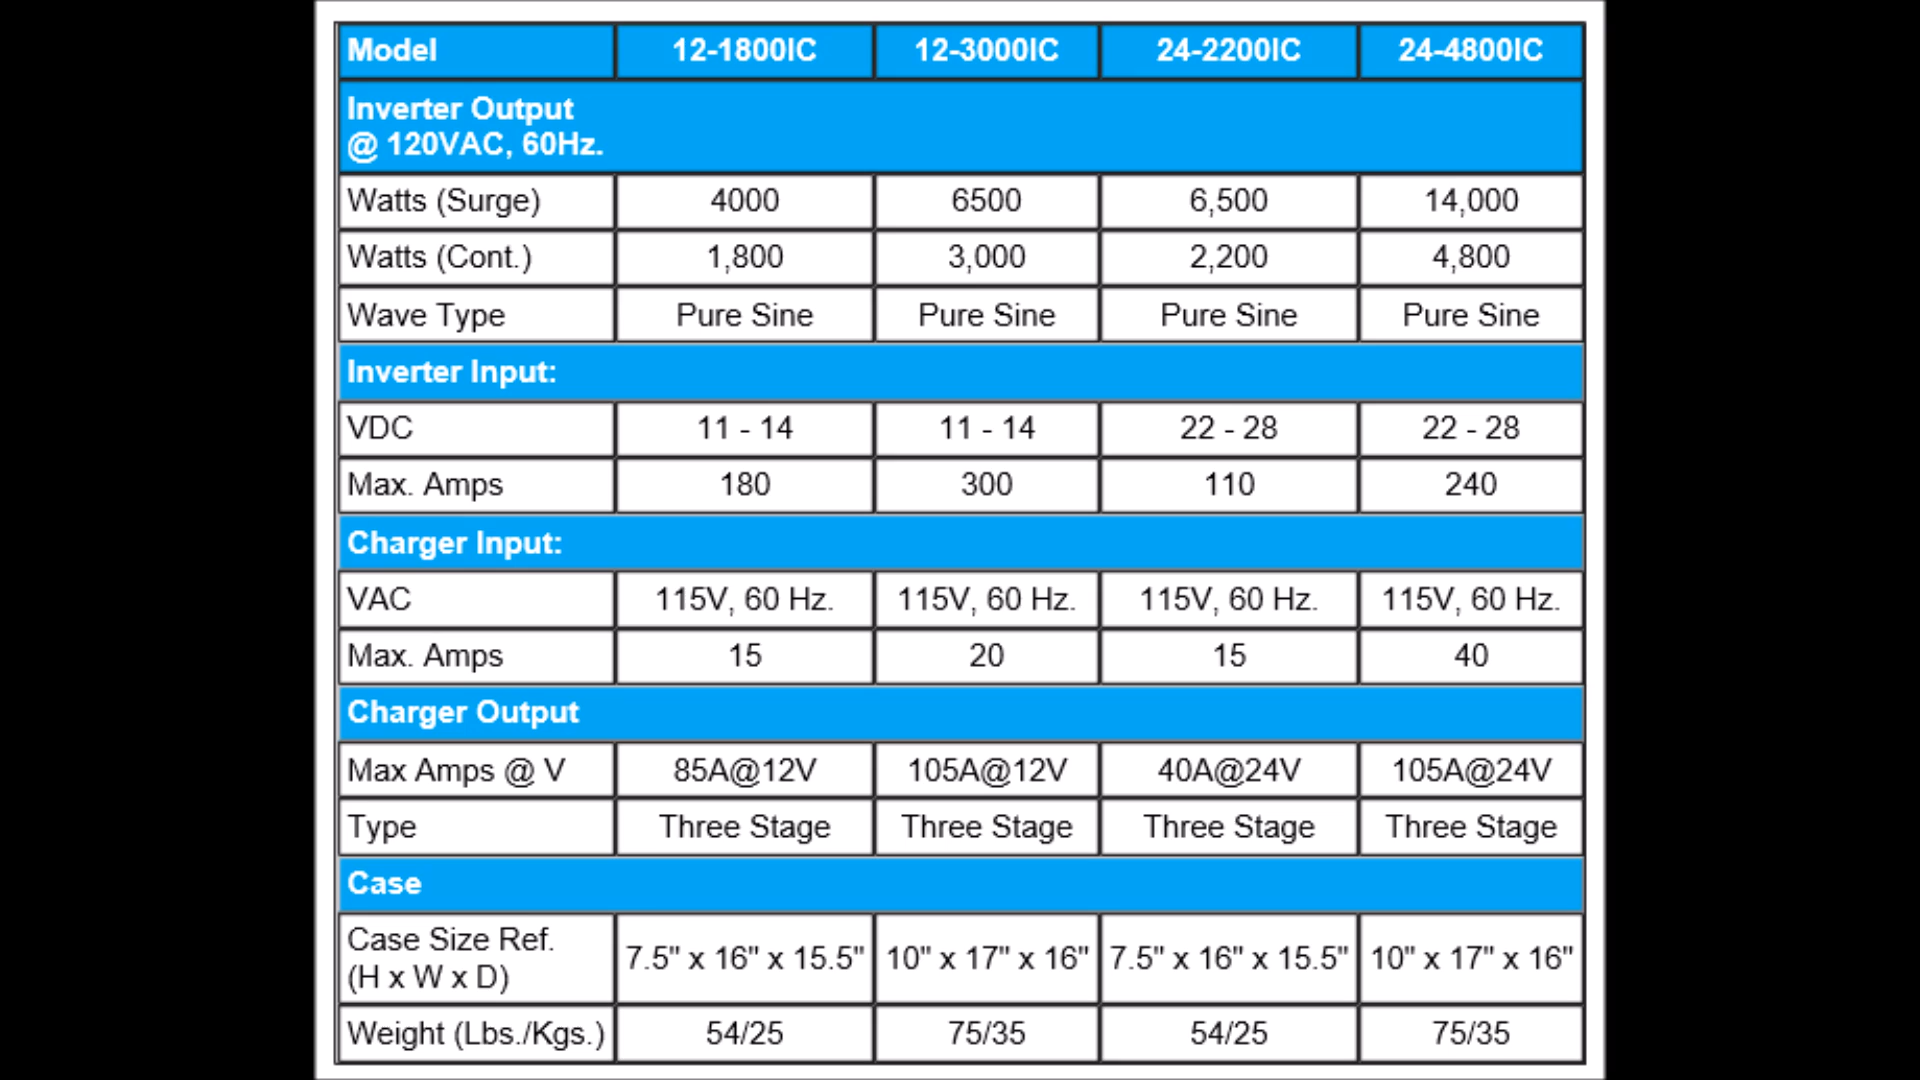 Model 12-1800IC 12-3000IC 24-2200IC 24-4800IC
Inverter Output
@ 120VAC, 60Hz.
Watts (Surge) 4000 6500 6,500 14,000
Watts (Cont.) 1,800 3,000 2,200 4,800
Wave Type Pure Sine Pure Sine Pure Sine Pure Sine
Inverter Input:
VDC 11 - 14 11 - 14 22 - 28 22 - 28
Max. Amps 180 300 110 240
Charger Input:
VAC 115V, 60 Hz. 115V, 60 Hz. 115V, 60 Hz. 115V, 60 Hz.
Max. Amps 15 20 15 40
Charger Output
Max Amps @ V 85A@12V 105A@12V 40A@24V 105A@24V
Type Three Stage Three Stage Three Stage Three Stage
Case
Case Size Ref.
(H x W x D) 7.5" x 16" x 15.5" 10" x 17" x 16" 7.5" x 16" x 15.5" 10" x 17" x 16"
Weight (Lbs./Kgs.) 54/25 75/35 54/25 75/35